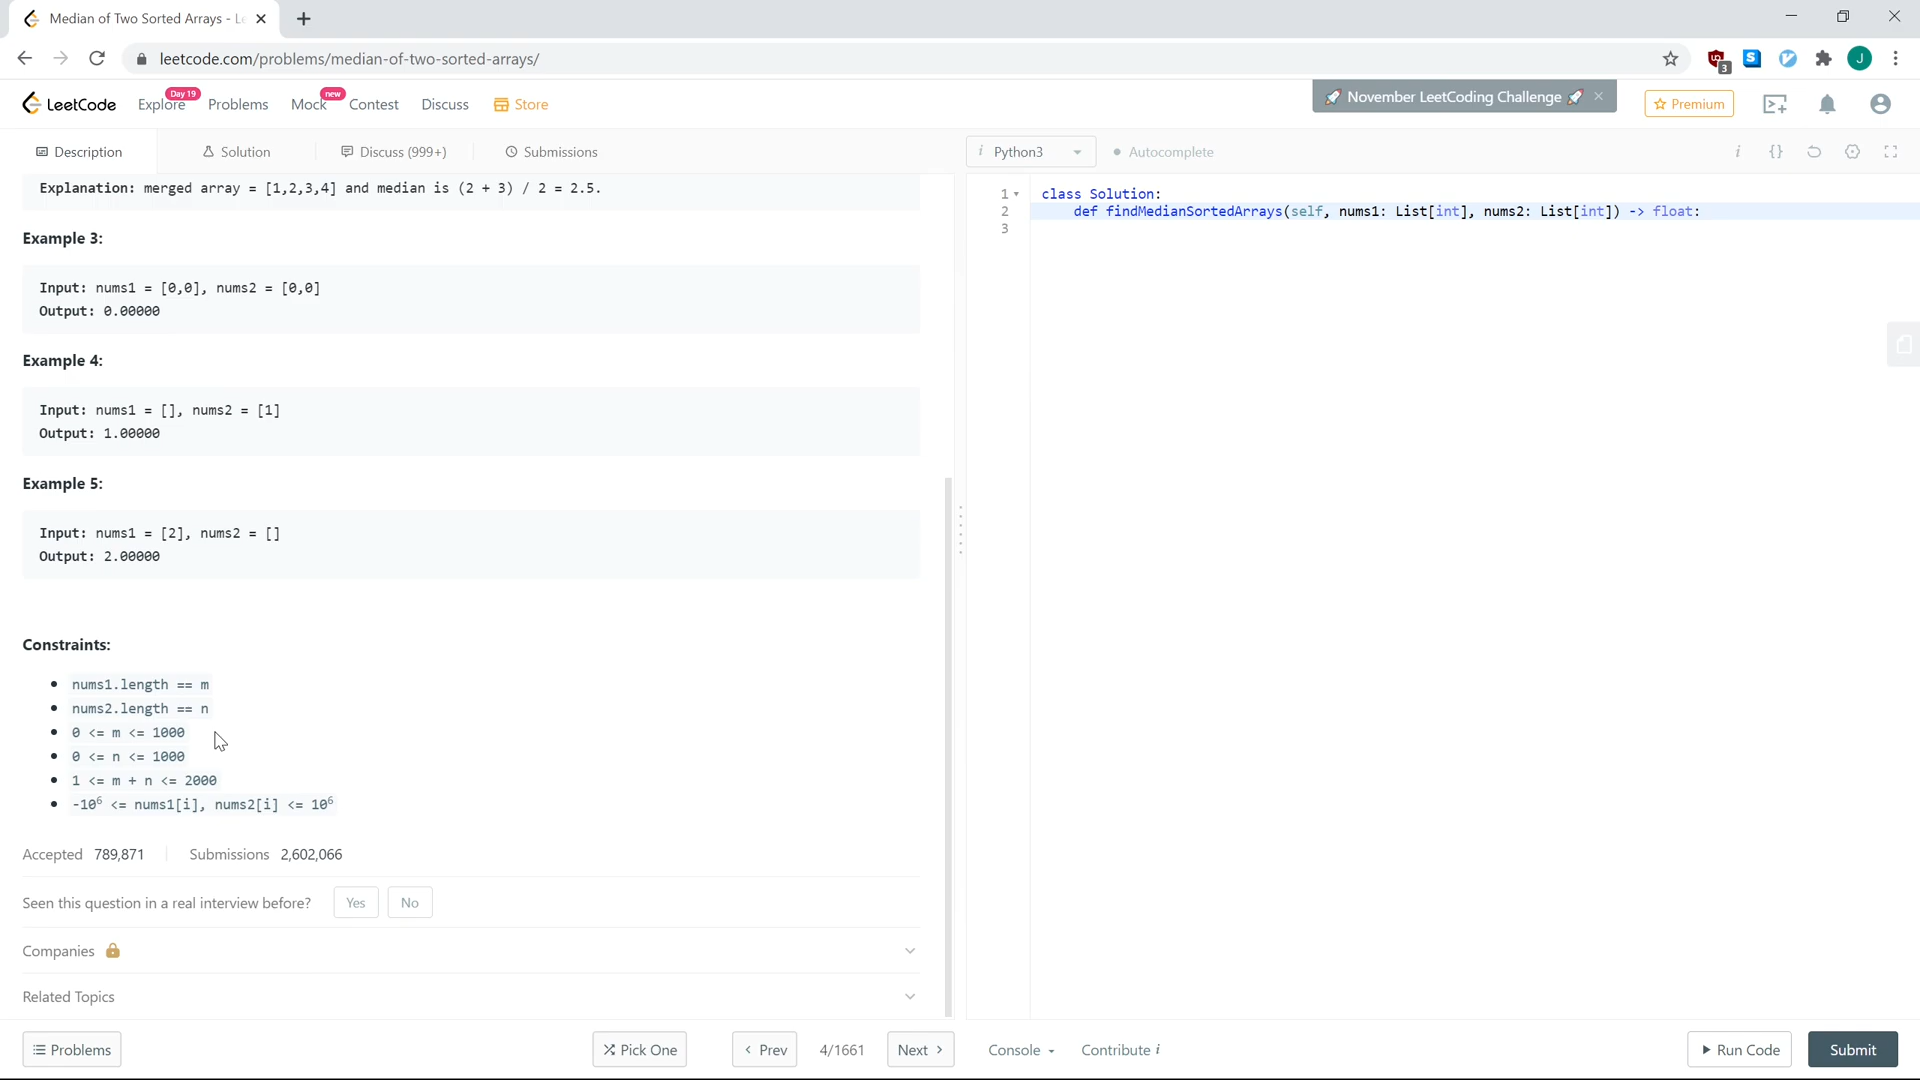 Median of Two Sorted Arrays - Le
leetcode.com/problems/median-of-two-sorted-arrays/
3
J
LeetCode
Explore
Day 19
Problems
Mock
new
Contest
Discuss
Store
November LeetCoding Challenge
Premium
Description
Solution
Discuss (999+)
Submissions
i Python3
Autocomplete
i
{}
Explanation: merged array = [1,2,3,4] and median is (2 + 3) / 2 = 2.5.
Example 3:
Input: nums1 = [0,0], nums2 = [0,0]
Output: 0.00000
Example 4:
Input: nums1 = [], nums2 = [1]
Output: 1.00000
Example 5:
Input: nums1 = [2], nums2 = []
Output: 2.00000
Constraints:
nums1.length == m
nums2.length == n
0 <= m <= 1000
0 <= n <= 1000
1 <= m + n <= 2000
-10⁶ <= nums1[i], nums2[i] <= 10⁶
Accepted 789,871
Submissions 2,602,066
Seen this question in a real interview before? Yes No
Companies
Related Topics
1 class Solution:
2 def findMedianSortedArrays(self, nums1: List[int], nums2: List[int]) -> float:
3
Problems
Pick One
Prev
4/1661
Next
Console
Contribute i
Run Code
Submit